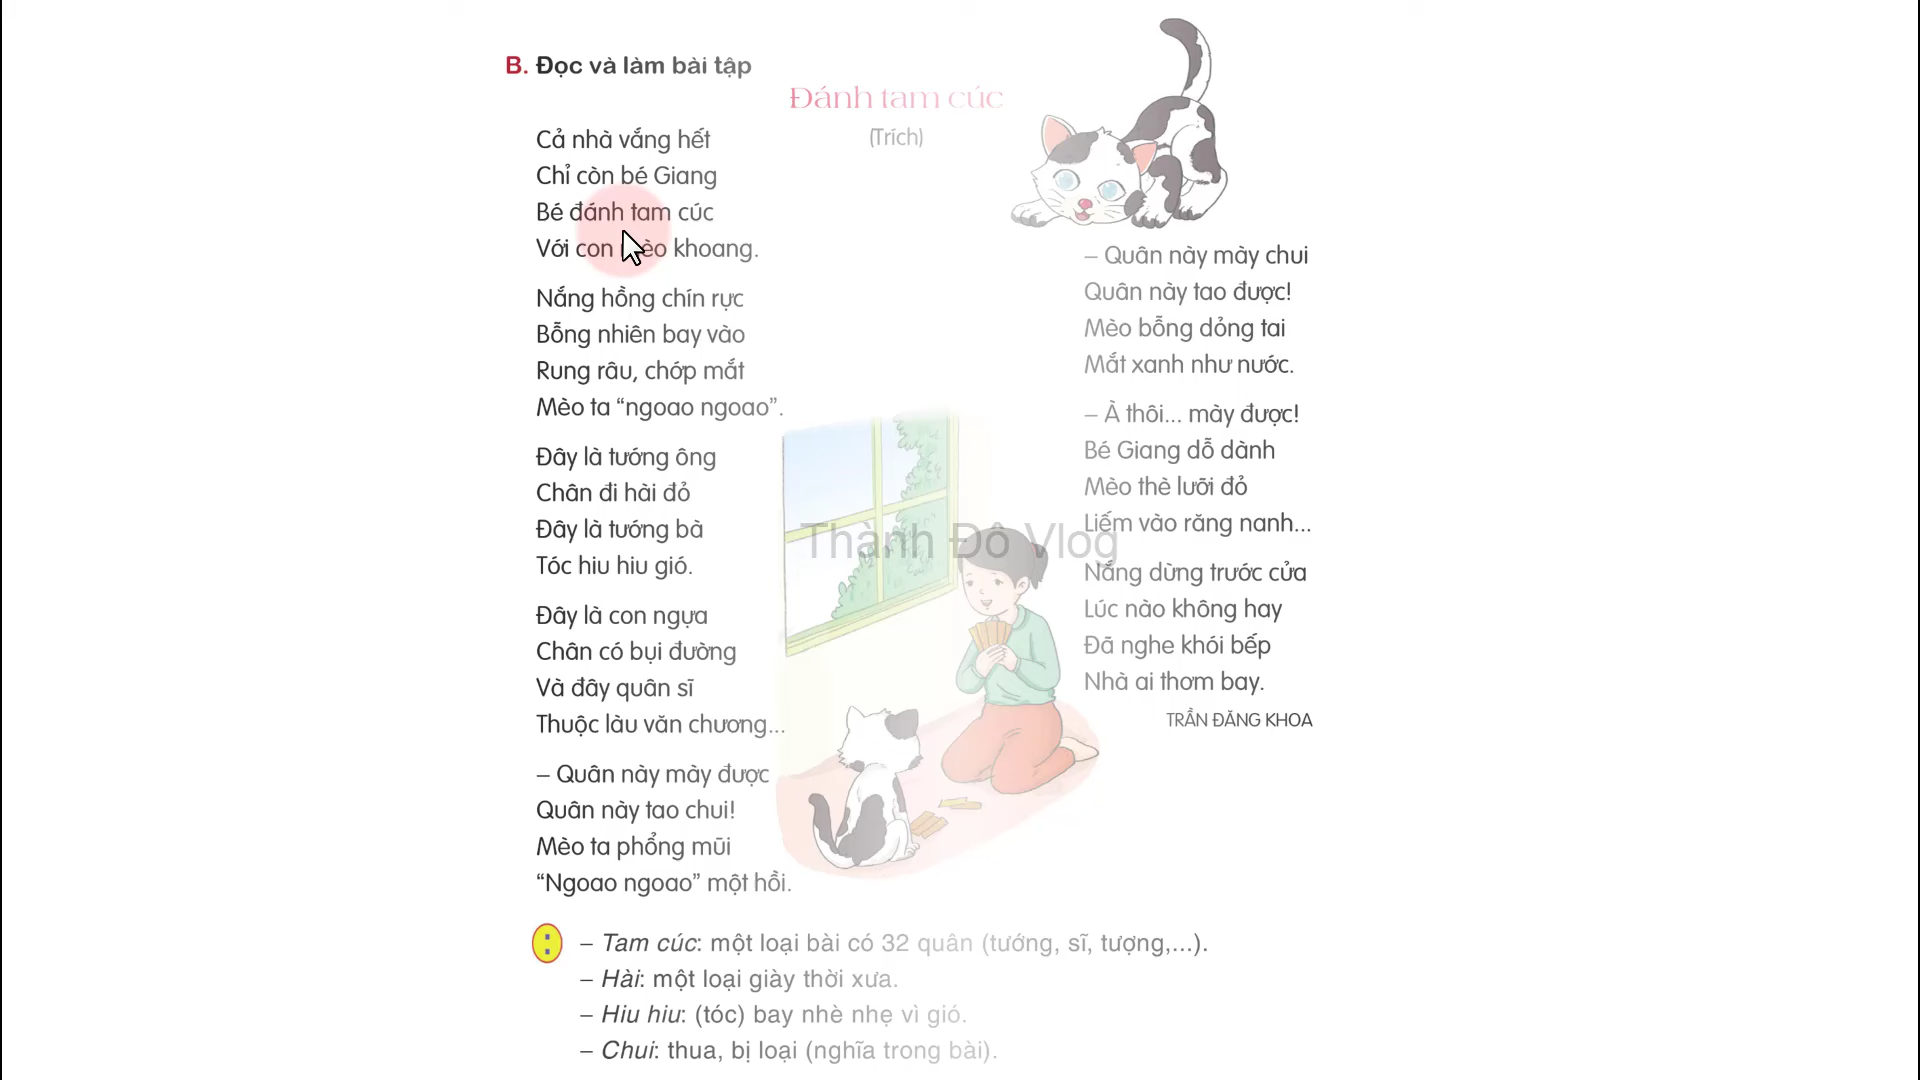 B. Đọc và làm bài tập
Đánh tam cúc
(Trích)
Cả nhà vắng hết
Chỉ còn bé Giang
Bé đánh tam cúc
Với con mèo khoang.
Nắng hồng chín rực
Bỗng nhiên bay vào
Rung râu, chớp mắt
Mèo ta “ngoao ngoao”.
Đây là tướng ông
Chân đi hài đỏ
Đây là tướng bà
Tóc hiu hiu gió.
Đây là con ngựa
Chân có bụi đường
Và đây quân sĩ
Thuộc làu văn chương...
– Quân này mày được
Quân này tao chui!
Mèo ta phổng mũi
“Ngoao ngoao” một hồi.
– Quân này mày chui
Quân này tao được!
Mèo bỗng dỏng tai
Mắt xanh như nước.
– À thôi... mày được!
Bé Giang dỗ dành
Mèo thè lưỡi đỏ
Liếm vào răng nanh...
Nắng dừng trước cửa
Lúc nào không hay
Đã nghe khói bếp
Nhà ai thơm bay.
TRẦN ĐĂNG KHOA
Thành Đô Vlog
– Tam cúc: một loại bài có 32 quân (tướng, sĩ, tượng,...).
– Hài: một loại giày thời xưa.
– Hiu hiu: (tóc) bay nhè nhẹ vì gió.
– Chui: thua, bị loại (nghĩa trong bài).